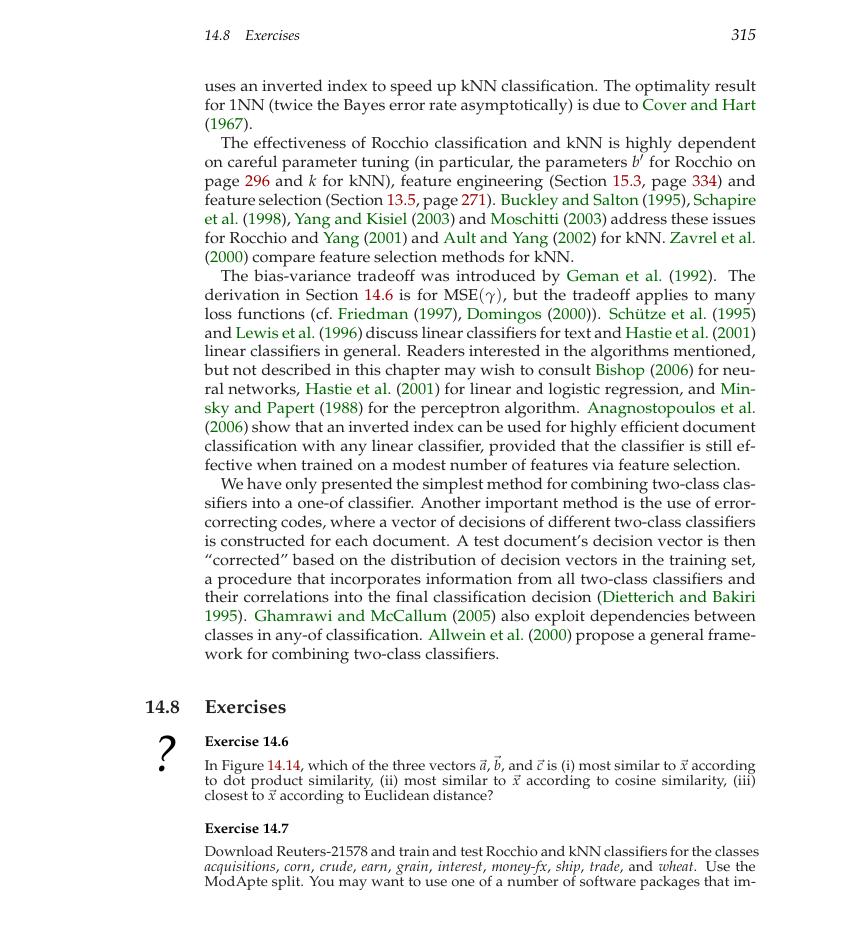 14.8 Exercises 315
uses an inverted index to speed up kNN classification. The optimality result
for 1NN (twice the Bayes error rate asymptotically) is due to Cover and Hart
(1967).
The effectiveness of Rocchio classification and kNN is highly dependent
on careful parameter tuning (in particular, the parameters b′ for Rocchio on
page 296 and k for kNN), feature engineering (Section 15.3, page 334) and
feature selection (Section 13.5, page 271). Buckley and Salton (1995), Schapire
et al. (1998), Yang and Kisiel (2003) and Moschitti (2003) address these issues
for Rocchio and Yang (2001) and Ault and Yang (2002) for kNN. Zavrel et al.
(2000) compare feature selection methods for kNN.
The bias-variance tradeoff was introduced by Geman et al. (1992). The
derivation in Section 14.6 is for MSE(γ), but the tradeoff applies to many
loss functions (cf. Friedman (1997), Domingos (2000)). Schütze et al. (1995)
and Lewis et al. (1996) discuss linear classifiers for text and Hastie et al. (2001)
linear classifiers in general. Readers interested in the algorithms mentioned,
but not described in this chapter may wish to consult Bishop (2006) for neu-
ral networks, Hastie et al. (2001) for linear and logistic regression, and Min-
sky and Papert (1988) for the perceptron algorithm. Anagnostopoulos et al.
(2006) show that an inverted index can be used for highly efficient document
classification with any linear classifier, provided that the classifier is still ef-
fective when trained on a modest number of features via feature selection.
We have only presented the simplest method for combining two-class clas-
sifiers into a one-of classifier. Another important method is the use of error-
correcting codes, where a vector of decisions of different two-class classifiers
is constructed for each document. A test document's decision vector is then
“corrected” based on the distribution of decision vectors in the training set,
a procedure that incorporates information from all two-class classifiers and
their correlations into the final classification decision (Dietterich and Bakiri
1995). Ghamrawi and McCallum (2005) also exploit dependencies between
classes in any-of classification. Allwein et al. (2000) propose a general frame-
work for combining two-class classifiers.
14.8 Exercises
?
Exercise 14.6
In Figure 14.14, which of the three vectors a⃗, b⃗, and c⃗ is (i) most similar to x⃗ according
to dot product similarity, (ii) most similar to x⃗ according to cosine similarity, (iii)
closest to x⃗ according to Euclidean distance?
Exercise 14.7
Download Reuters-21578 and train and test Rocchio and kNN classifiers for the classes
acquisitions, corn, crude, earn, grain, interest, money-fx, ship, trade, and wheat. Use the
ModApte split. You may want to use one of a number of software packages that im-